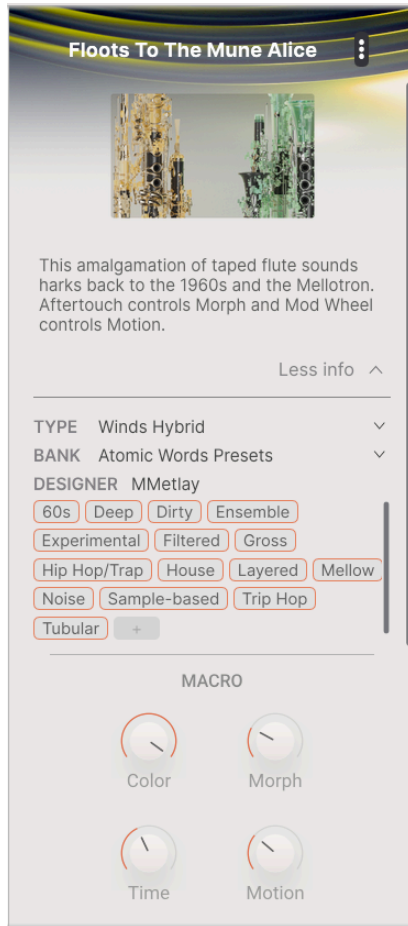 Floots To The Mune Alice
This amalgamation of taped flute sounds
harks back to the 1960s and the Mellotron.
Aftertouch controls Morph and Mod Wheel
controls Motion.
Less info
TYPE Winds Hybrid
BANK Atomic Words Presets
DESIGNER MMetlay
60s Deep Dirty Ensemble
Experimental Filtered Gross
Hip Hop/Trap House Layered Mellow
Noise Sample-based Trip Hop
Tubular +
MACRO
Color Morph
Time Motion